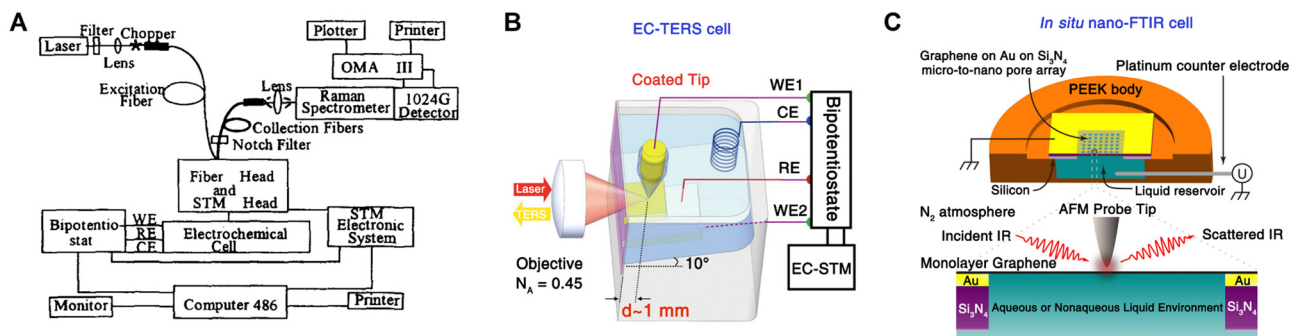 A
Filter
Chopper
Laser
Lens
Excitation
Fiber
Plotter
Printer
OMA III
Lens
Raman
Spectrometer
1024G
Detector
Collection Fibers
Notch Filter
Fiber Head
and
STM Head
Bipotentio
stat
WE
RE
CE
Electrochemical
Cell
STM
Electronic
System
Monitor
Computer 486
Printer
B
EC-TERS cell
Coated Tip
WE1
CE
RE
WE2
Bipotentiostate
EC-STM
Laser
TERS
Objective
NA = 0.45
10°
d~1 mm
C
In situ nano-FTIR cell
Graphene on Au on Si3N4
micro-to-nano pore array
Platinum counter electrode
PEEK body
U
Silicon
Liquid reservoir
N2 atmosphere
AFM Probe Tip
Incident IR
Scattered IR
Monolayer Graphene
Au
Au
Si3N4
Aqueous or Nonaqueous Liquid Environment
Si3N4